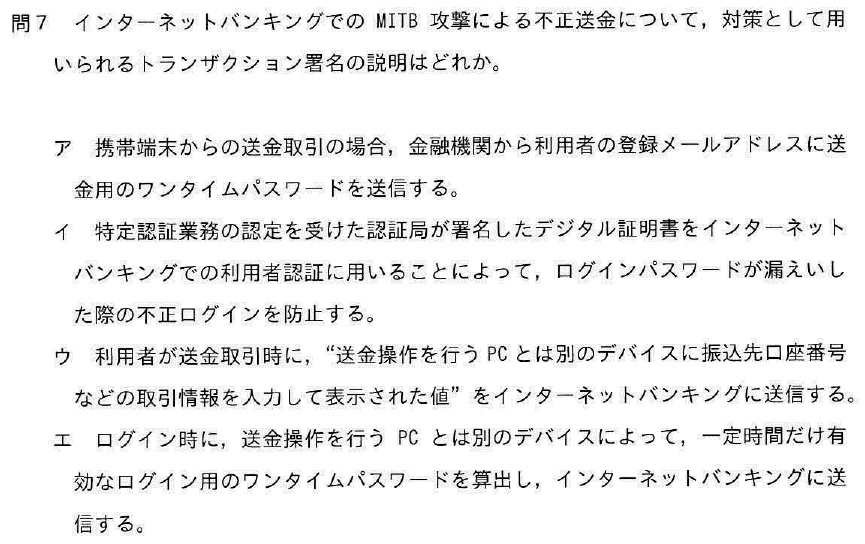 問7 インターネットバンキングでの MITB 攻撃による不正送金について，対策として用
いられるトランザクション署名の説明はどれか。
ア 携帯端末からの送金取引の場合，金融機関から利用者の登録メールアドレスに送
金用のワンタイムパスワードを送信する。
イ 特定認証業務の認定を受けた認証局が署名したデジタル証明書をインターネット
バンキングでの利用者認証に用いることによって，ログインパスワードが漏えいし
た際の不正ログインを防止する。
ウ 利用者が送金取引時に，“送金操作を行う PC とは別のデバイスに振込先口座番号
などの取引情報を入力して表示された値”をインターネットバンキングに送信する。
エ ログイン時に，送金操作を行う PC とは別のデバイスによって，一定時間だけ有
効なログイン用のワンタイムパスワードを算出し，インターネットバンキングに送
信する。